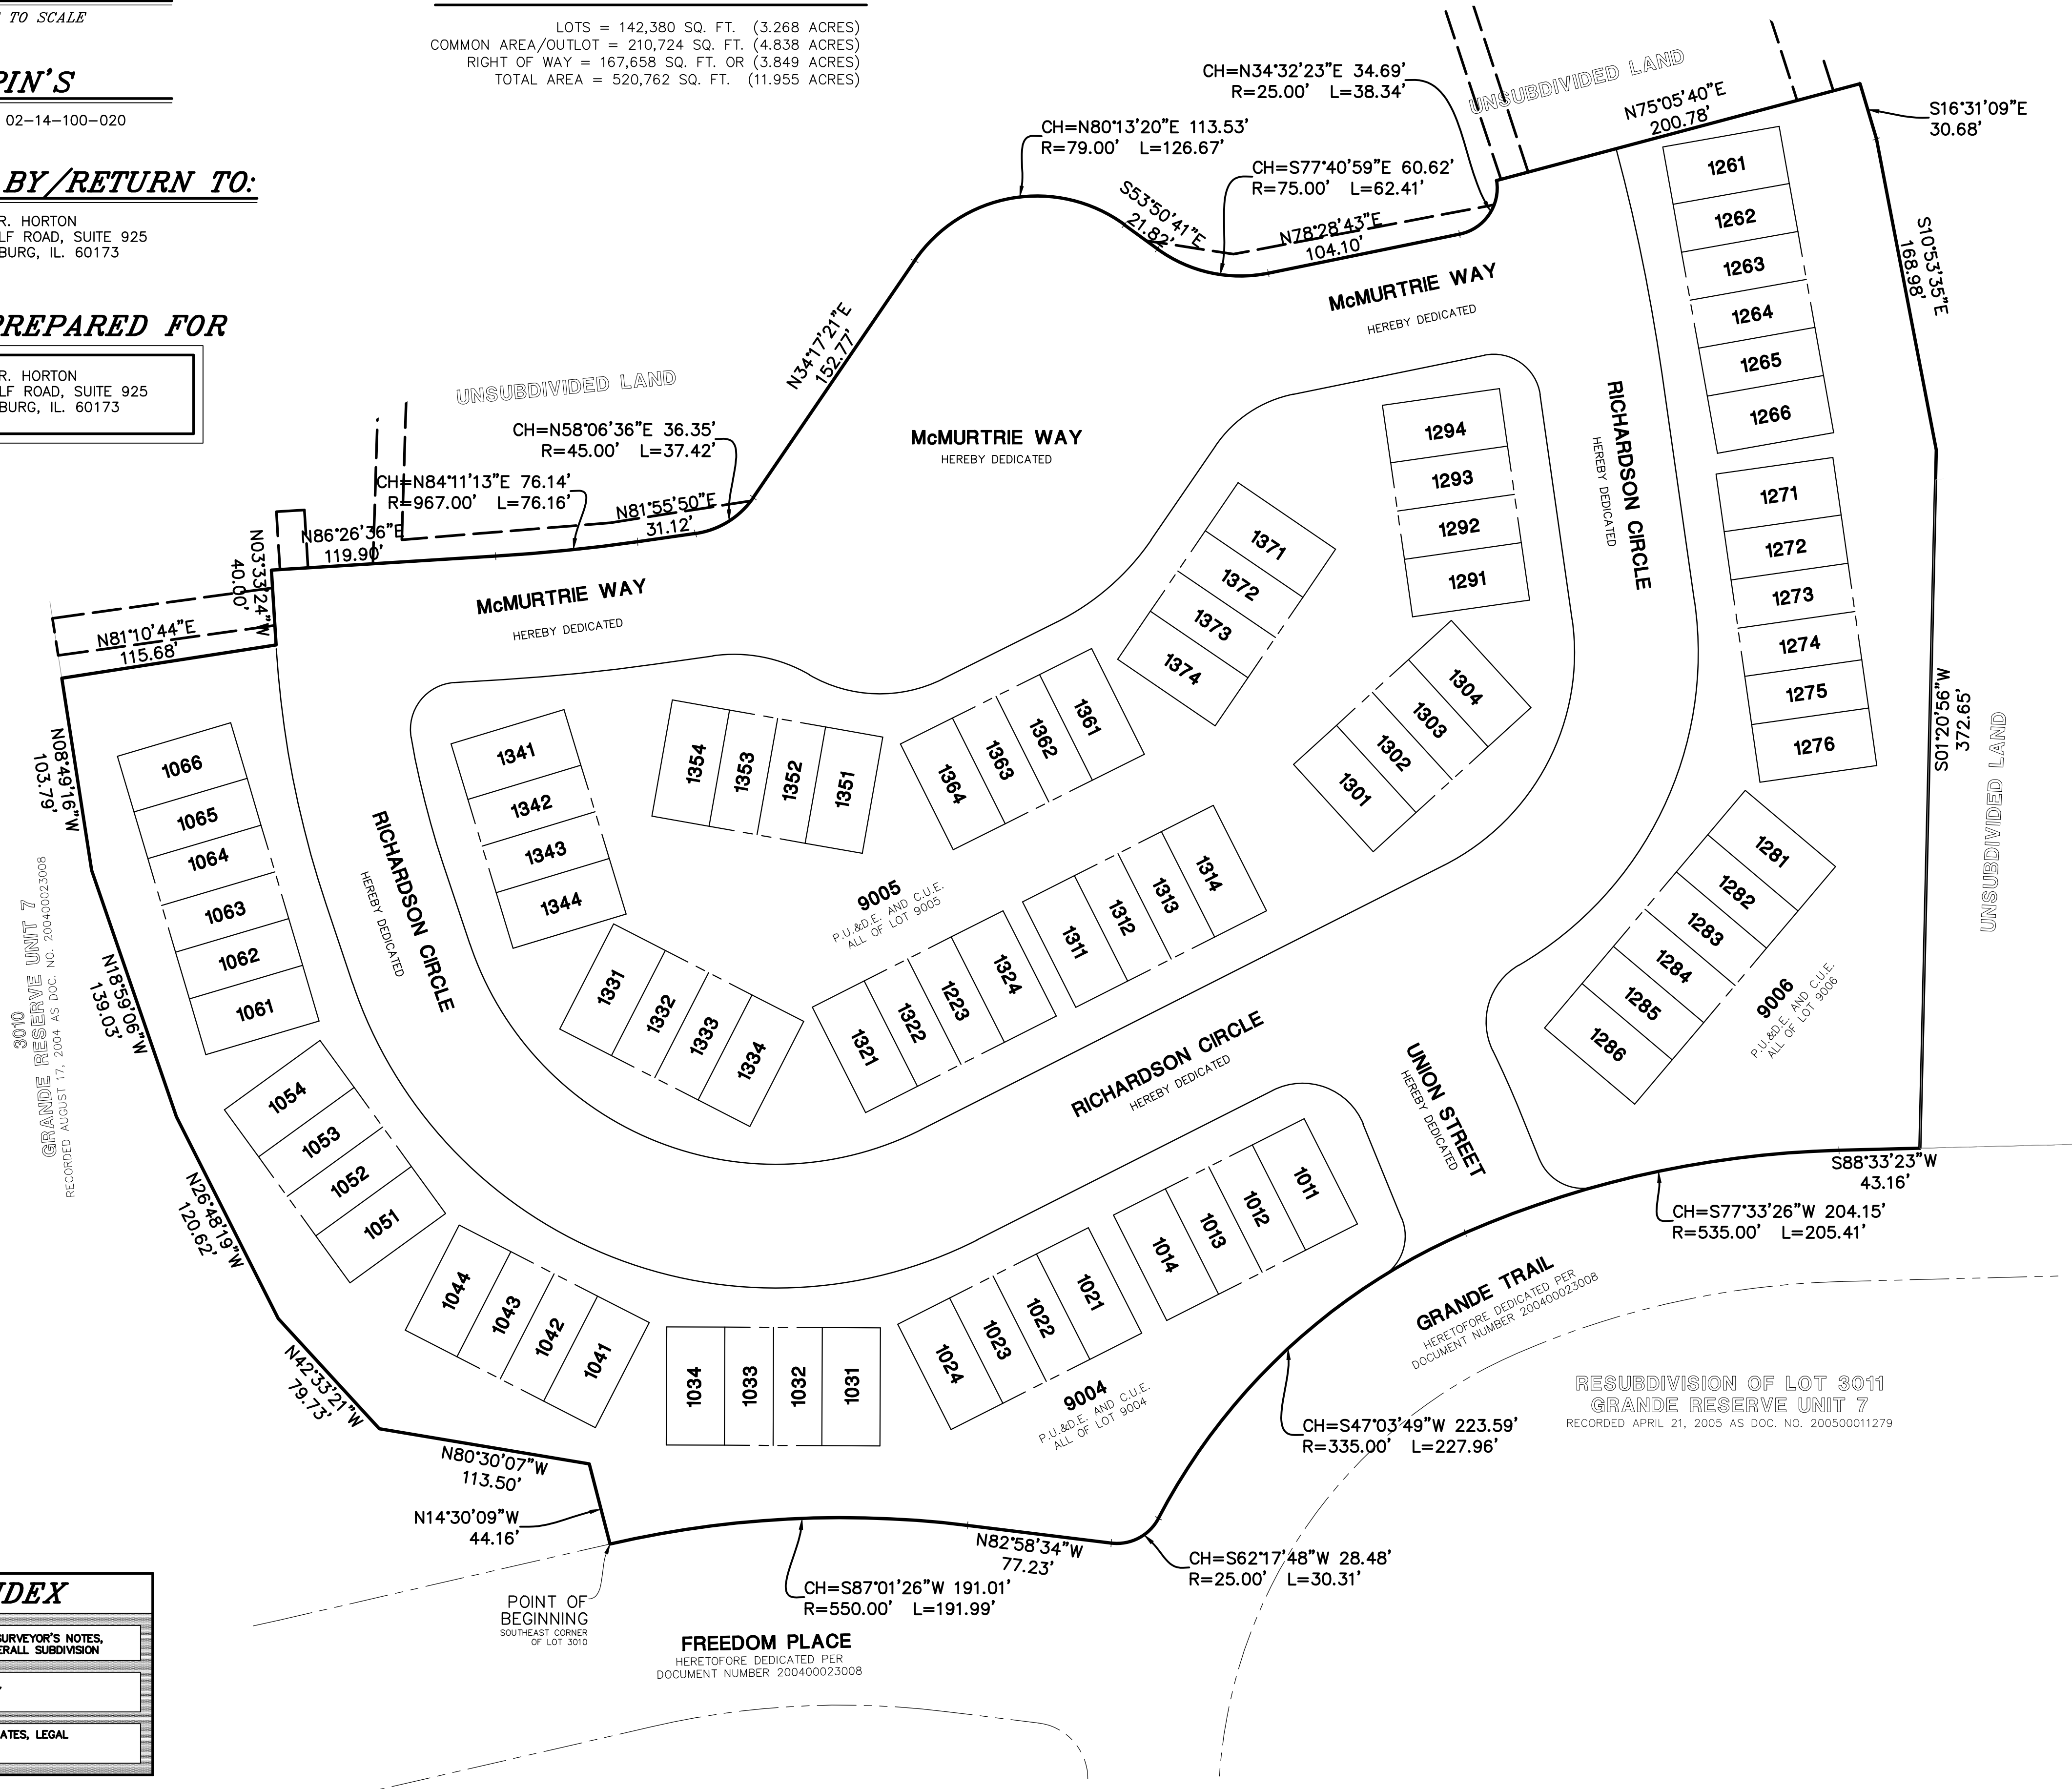 TO SCALE
PIN'S
02-14-100-020
BY/RETURN TO:
R. HORTON
LF ROAD, SUITE 925
BURG, IL. 60173
PREPARED FOR
R. HORTON
LF ROAD, SUITE 925
BURG, IL. 60173
LOTS = 142,380 SQ. FT. (3.268 ACRES)
COMMON AREA/OUTLOT = 210,724 SQ. FT. (4.838 ACRES)
RIGHT OF WAY = 167,658 SQ. FT. OR (3.849 ACRES)
TOTAL AREA = 520,762 SQ. FT. (11.955 ACRES)
CH=N34°32'23"E 34.69'
R=25.00' L=38.34'
UNSUBDIVIDED LAND
N75°05'40"E
200.78'
S16°31'09"E
30.68'
CH=N80°13'20"E 113.53'
R=79.00' L=126.67'
CH=S77°40'59"E 60.62'
R=75.00' L=62.41'
S53°50'41"E
21.82'
N78°28'43"E
104.10'
McMURTRIE WAY
HEREBY DEDICATED
S10°53'35"E
168.98'
1261
1262
1263
1264
1265
1266
N34°17'21"E
152.77'
UNSUBDIVIDED LAND
CH=N58°06'36"E 36.35'
R=45.00' L=37.42'
CH=N84°11'13"E 76.14'
R=967.00' L=76.16'
N81°55'50"E
31.12'
N86°26'36"E
119.90'
N03°33'24"W
40.00'
N81°10'44"E
115.68'
McMURTRIE WAY
HEREBY DEDICATED
McMURTRIE WAY
HEREBY DEDICATED
RICHARDSON CIRCLE
HEREBY DEDICATED
1294
1293
1292
1291
1271
1272
1273
1274
1275
1276
1371
1372
1373
1374
1304
1303
1302
1301
S01°20'56"W
372.65'
UNSUBDIVIDED LAND
N08°49'16"W
103.79'
1066
1065
1064
1063
1062
1061
RICHARDSON CIRCLE
HEREBY DEDICATED
1341
1342
1343
1344
1354
1353
1352
1351
1364
1363
1362
1361
9005
P.U.&D.E. AND C.U.E.
ALL OF LOT 9005
1331
1332
1333
1334
1321
1322
1223
1324
1311
1312
1313
1314
1281
1282
1283
1284
1285
1286
9006
P.U.&D.E. AND C.U.E.
ALL OF LOT 9006
3010
GRANDE RESERVE UNIT 7
RECORDED AUGUST 17, 2004 AS DOC. NO. 200400023008
N18°59'06"W
139.03'
N26°48'19"W
120.62'
N42°33'21"W
79.73'
N80°30'07"W
113.50'
N14°30'09"W
44.16'
1054
1053
1052
1051
1044
1043
1042
1041
1034
1033
1032
1031
1024
1023
1022
1021
1014
1013
1012
1011
RICHARDSON CIRCLE
HEREBY DEDICATED
UNION STREET
HEREBY DEDICATED
9004
P.U.&D.E. AND C.U.E.
ALL OF LOT 9004
S88°33'23"W
43.16'
CH=S77°33'26"W 204.15'
R=535.00' L=205.41'
GRANDE TRAIL
HERETOFORE DEDICATED PER
DOCUMENT NUMBER 200400023008
RESUBDIVISION OF LOT 3011
GRANDE RESERVE UNIT 7
RECORDED APRIL 21, 2005 AS DOC. NO. 200500011279
CH=S47°03'49"W 223.59'
R=335.00' L=227.96'
N82°58'34"W
77.23'
CH=S62°17'48"W 28.48'
R=25.00' L=30.31'
CH=S87°01'26"W 191.01'
R=550.00' L=191.99'
POINT OF
BEGINNING
SOUTHEAST CORNER
OF LOT 3010
FREEDOM PLACE
HERETOFORE DEDICATED PER
DOCUMENT NUMBER 200400023008
NDEX
SURVEYOR'S NOTES,
ERALL SUBDIVISION
ATES, LEGAL